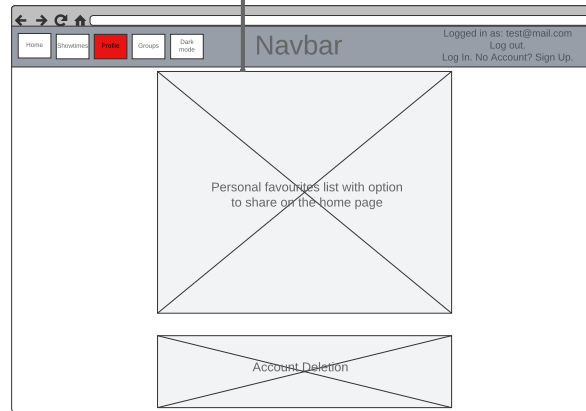 Home
Showtimes
Profile
Groups
Dark
mode
Navbar
Logged in as: test@mail.com
Log out.
Log In. No Account? Sign Up.
Personal favourites list with option
to share on the home page
Account Deletion